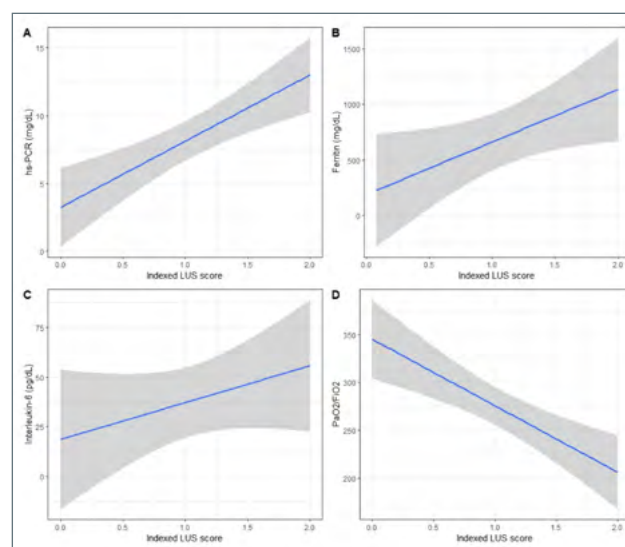 A
15
10
5
0
hs-PCR (mg/dL)
0.0 0.5 1.0 1.5 2.0
Indexed LUS score
B
1500
1000
500
0
Ferritin (mg/dL)
0.0 0.5 1.0 1.5 2.0
Indexed LUS score
C
75
50
25
0
Interleukin-6 (pg/dL)
0.0 0.5 1.0 1.5 2.0
Indexed LUS score
D
350
300
250
200
PaO2/FiO2
0.0 0.5 1.0 1.5 2.0
Indexed LUS score